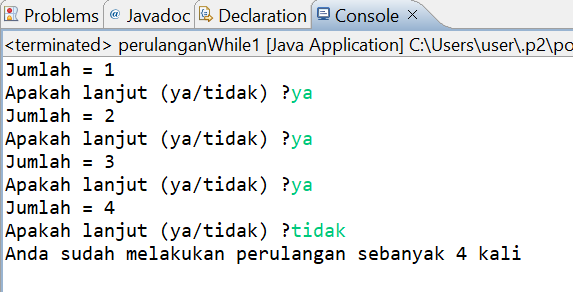 Problems @ Javadoc Declaration Console
<terminated> perulanganWhile1 [Java Application] C:\Users\user\.p2\po
Jumlah = 1
Apakah lanjut (ya/tidak) ?ya
Jumlah = 2
Apakah lanjut (ya/tidak) ?ya
Jumlah = 3
Apakah lanjut (ya/tidak) ?ya
Jumlah = 4
Apakah lanjut (ya/tidak) ?tidak
Anda sudah melakukan perulangan sebanyak 4 kali